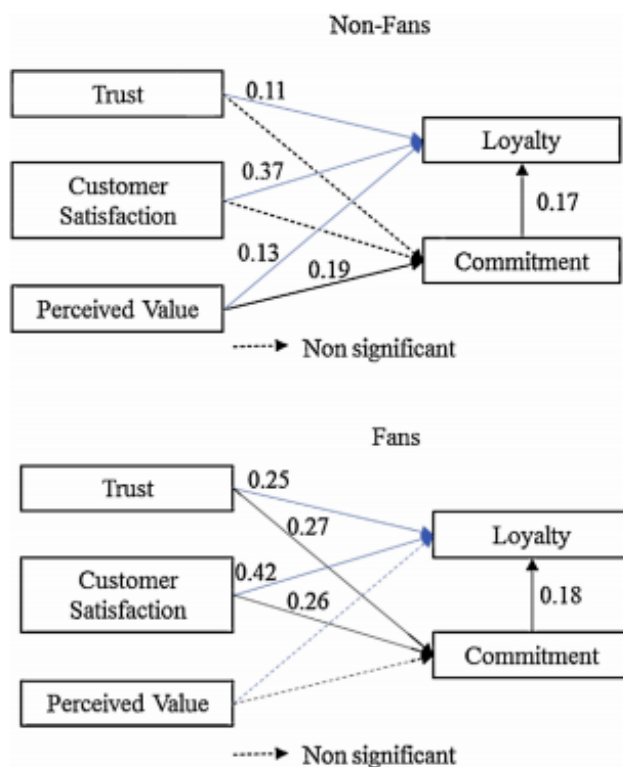 Non-Fans
Trust
0.11
Loyalty
Customer
Satisfaction
0.37
0.17
0.13
0.19
Commitment
Perceived Value
Non significant
Fans
Trust
0.25
0.27
Loyalty
Customer
Satisfaction
0.42
0.26
0.18
Commitment
Perceived Value
Non significant